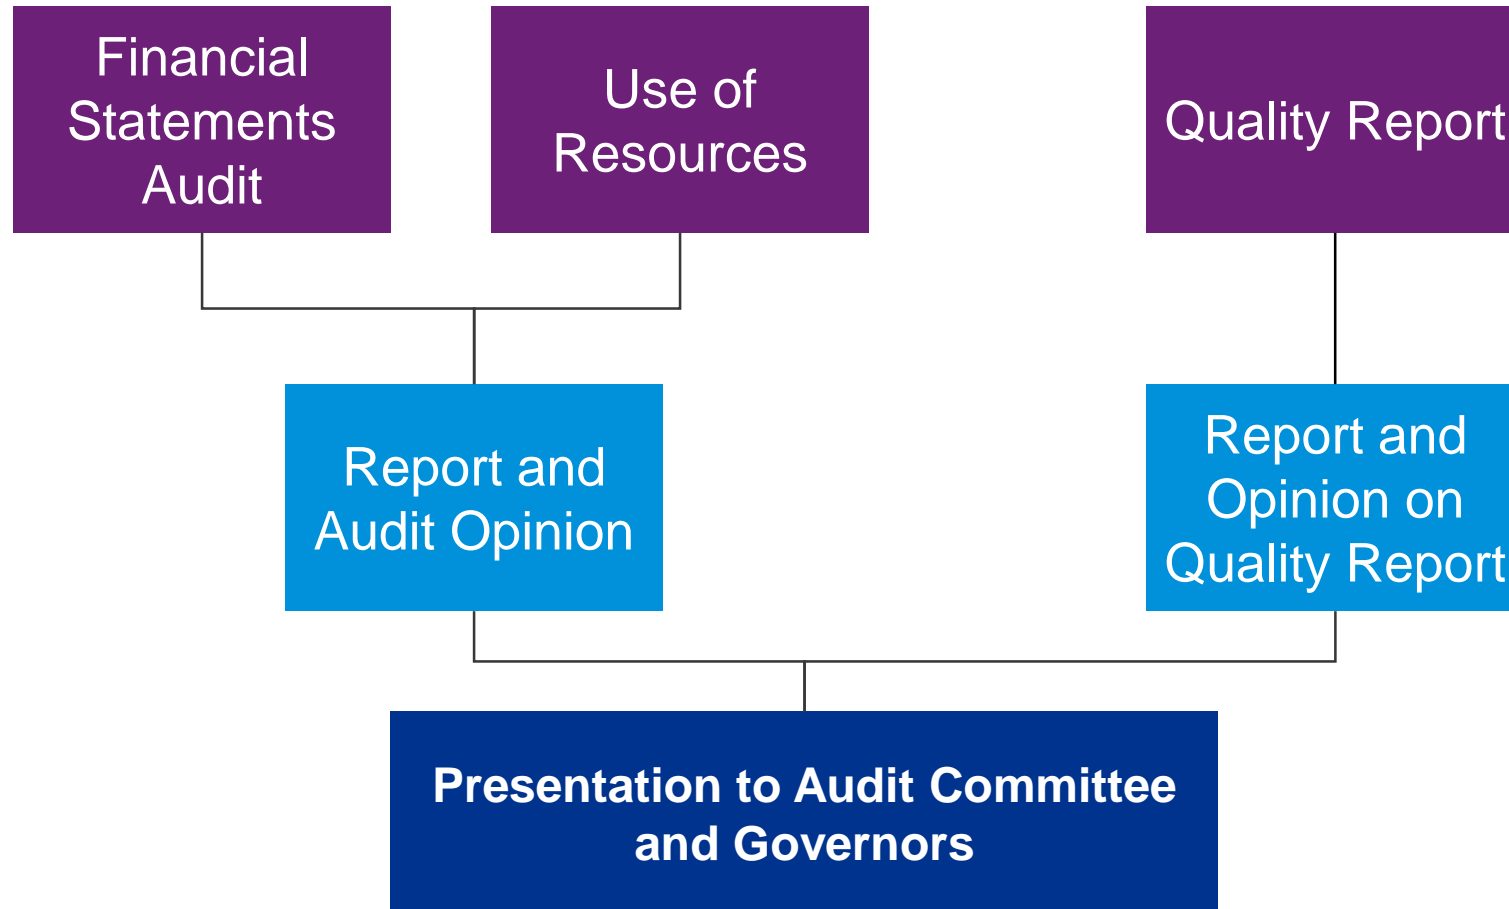 Financial
Statements
Audit
Use of
Resources
Quality Report
Report and
Audit Opinion
Report and
Opinion on
Quality Report
Presentation to Audit Committee
and Governors